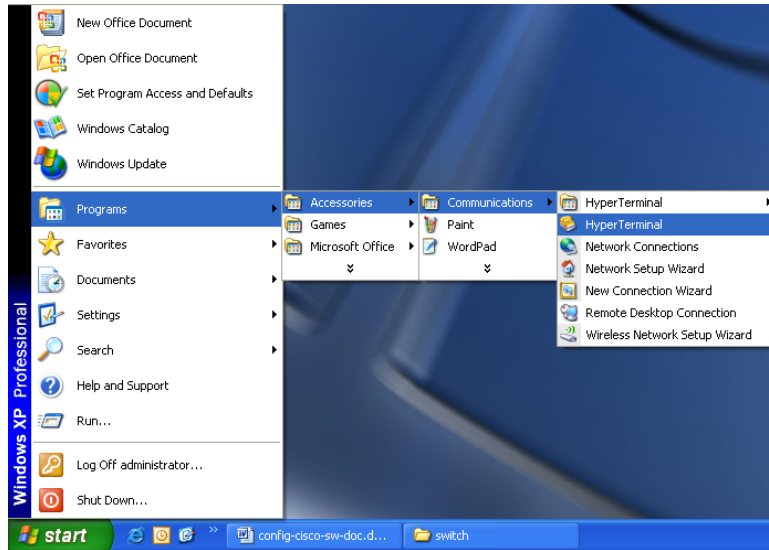 New Office Document
Open Office Document
Set Program Access and Defaults
Windows Catalog
Windows Update
Programs
Favorites
Documents
Settings
Search
Help and Support
Run...
Log Off administrator...
Shut Down...
Windows XP Professional
Accessories
Games
Microsoft Office
Communications
Paint
WordPad
HyperTerminal
HyperTerminal
Network Connections
Network Setup Wizard
New Connection Wizard
Remote Desktop Connection
Wireless Network Setup Wizard
start
config-cisco-sw-doc.d...
switch